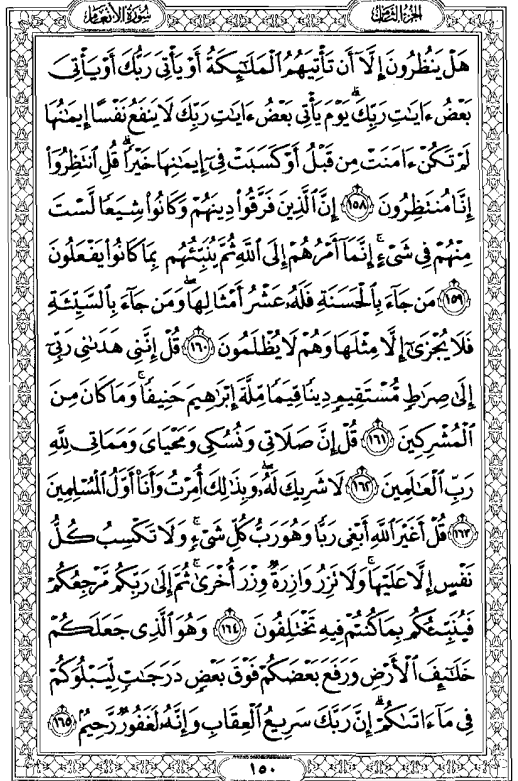 الجزء الثامن
سورة الأنعام
هَلْ يَنظُرُونَ إِلَّآ أَن تَأْتِيَهُمُ ٱلْمَلَـٰٓئِكَةُ أَوْ يَأْتِىَ رَبُّكَ أَوْ يَأْتِىَ
بَعْضُ ءَايَـٰتِ رَبِّكَ ۗ يَوْمَ يَأْتِى بَعْضُ ءَايَـٰتِ رَبِّكَ لَا يَنفَعُ نَفْسًا إِيمَـٰنُهَا
لَمْ تَكُنْ ءَامَنَتْ مِن قَبْلُ أَوْ كَسَبَتْ فِىٓ إِيمَـٰنِهَا خَيْرًا ۗ قُلِ ٱنتَظِرُوٓا۟
إِنَّا مُنتَظِرُونَ ١٥٨ إِنَّ ٱلَّذِينَ فَرَّقُوا۟ دِينَهُمْ وَكَانُوا۟ شِيَعًا لَّسْتَ
مِنْهُمْ فِى شَىْءٍ ۚ إِنَّمَآ أَمْرُهُمْ إِلَى ٱللَّهِ ثُمَّ يُنَبِّئُهُم بِمَا كَانُوا۟ يَفْعَلُونَ
١٥٩ مَن جَآءَ بِٱلْحَسَنَةِ فَلَهُۥ عَشْرُ أَمْثَالِهَا ۖ وَمَن جَآءَ بِٱلسَّيِّئَةِ
فَلَا يُجْزَىٰٓ إِلَّا مِثْلَهَا وَهُمْ لَا يُظْلَمُونَ ١٦٠ قُلْ إِنَّنِى هَدَىٰنِى رَبِّىٓ
إِلَىٰ صِرَٰطٍ مُّسْتَقِيمٍ دِينًا قِيَمًا مِّلَّةَ إِبْرَٰهِيمَ حَنِيفًا ۚ وَمَا كَانَ مِنَ
ٱلْمُشْرِكِينَ ١٦١ قُلْ إِنَّ صَلَاتِى وَنُسُكِى وَمَحْيَاىَ وَمَمَاتِى لِلَّهِ
رَبِّ ٱلْعَـٰلَمِينَ ١٦٢ لَا شَرِيكَ لَهُۥ ۖ وَبِذَٰلِكَ أُمِرْتُ وَأَنَا۠ أَوَّلُ ٱلْمُسْلِمِينَ
١٦٣ قُلْ أَغَيْرَ ٱللَّهِ أَبْغِى رَبًّا وَهُوَ رَبُّ كُلِّ شَىْءٍ ۚ وَلَا تَكْسِبُ كُلُّ
نَفْسٍ إِلَّا عَلَيْهَا ۚ وَلَا تَزِرُ وَازِرَةٌ وِزْرَ أُخْرَىٰ ۚ ثُمَّ إِلَىٰ رَبِّكُم مَّرْجِعُكُمْ
فَيُنَبِّئُكُم بِمَا كُنتُمْ فِيهِ تَخْتَلِفُونَ ١٦٤ وَهُوَ ٱلَّذِى جَعَلَكُمْ
خَلَـٰٓئِفَ ٱلْأَرْضِ وَرَفَعَ بَعْضَكُمْ فَوْقَ بَعْضٍ دَرَجَـٰتٍ لِّيَبْلُوَكُمْ
فِى مَآ ءَاتَىٰكُمْ ۗ إِنَّ رَبَّكَ سَرِيعُ ٱلْعِقَابِ وَإِنَّهُۥ لَغَفُورٌ رَّحِيمٌۢ ١٦٥
١٥٠